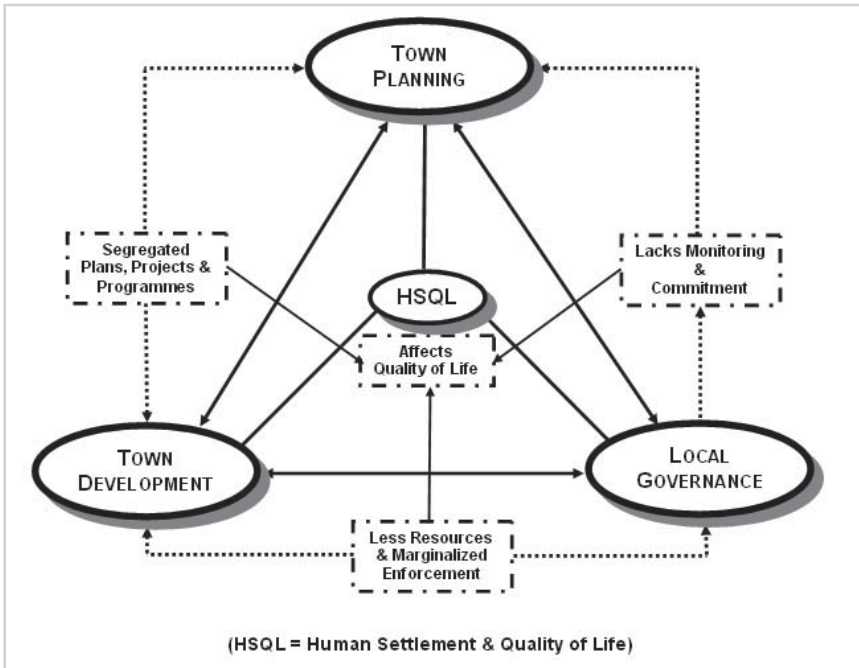 TOWN
PLANNING
Segregated
Plans, Projects &
Programmes
Lacks Monitoring
&
Commitment
HSQL
Affects
Quality of Life
TOWN
DEVELOPMENT
LOCAL
GOVERNANCE
Less Resources
& Marginalized
Enforcement
(HSQL = Human Settlement & Quality of Life)